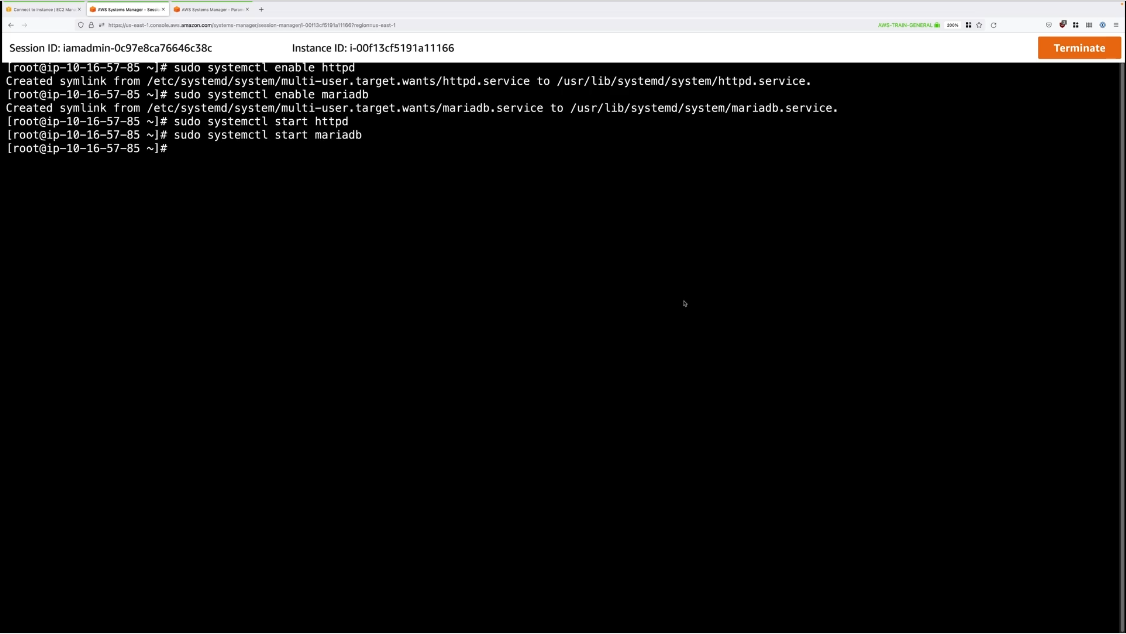 Connect to instance | EC2 Man
AWS Systems Manager - Sessio
AWS Systems Manager - Param
https://us-east-1.console.aws.amazon.com/systems-manager/session-manager/i-00f13cf5191a11166?region=us-east-1
AWS-TRAIN-GENERAL
200%
Session ID: iamadmin-0c97e8ca76646c38c
Instance ID: i-00f13cf5191a11166
Terminate
[root@ip-10-16-57-85 ~]# sudo systemctl enable httpd
Created symlink from /etc/systemd/system/multi-user.target.wants/httpd.service to /usr/lib/systemd/system/httpd.service.
[root@ip-10-16-57-85 ~]# sudo systemctl enable mariadb
Created symlink from /etc/systemd/system/multi-user.target.wants/mariadb.service to /usr/lib/systemd/system/mariadb.service.
[root@ip-10-16-57-85 ~]# sudo systemctl start httpd
[root@ip-10-16-57-85 ~]# sudo systemctl start mariadb
[root@ip-10-16-57-85 ~]#